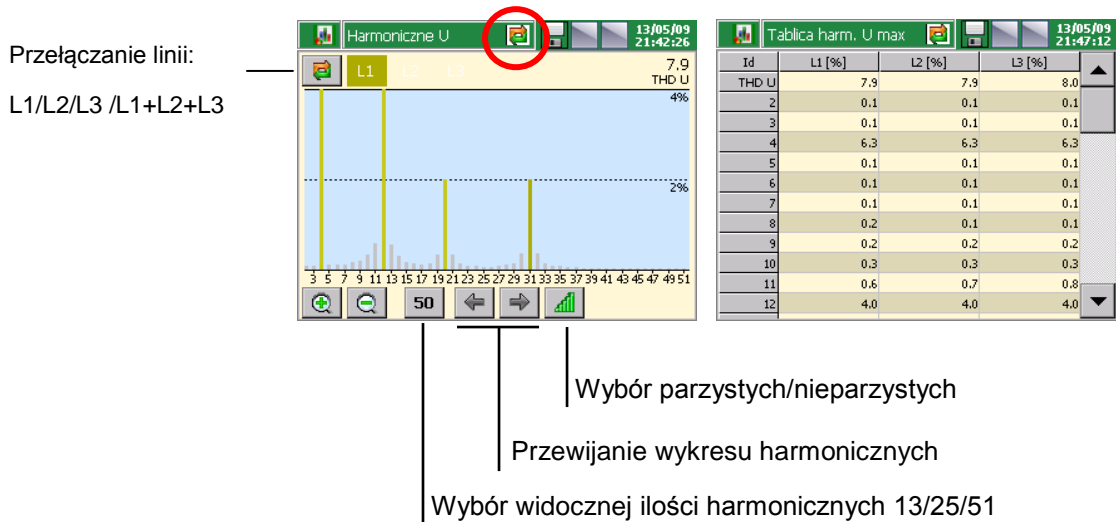 Przełączanie linii:
L1/L2/L3 /L1+L2+L3
Harmoniczne U
13/05/09
21:42:26
L1 L2 L3
7.9
THD U
4%
2%
3 5 7 9 11 13 15 17 19 21 23 25 27 29 31 33 35 37 39 41 43 45 47 49 51
50
Tablica harm. U max
13/05/09
21:47:12
Id L1 [%] L2 [%] L3 [%]
THD U 7.9 7.9 8.0
2 0.1 0.1 0.1
3 0.1 0.1 0.1
4 6.3 6.3 6.3
5 0.1 0.1 0.1
6 0.1 0.1 0.1
7 0.1 0.1 0.1
8 0.2 0.1 0.1
9 0.2 0.2 0.2
10 0.3 0.3 0.3
11 0.6 0.7 0.8
12 4.0 4.0 4.0
Wybór parzystych/nieparzystych
Przewijanie wykresu harmonicznych
Wybór widocznej ilości harmonicznych 13/25/51